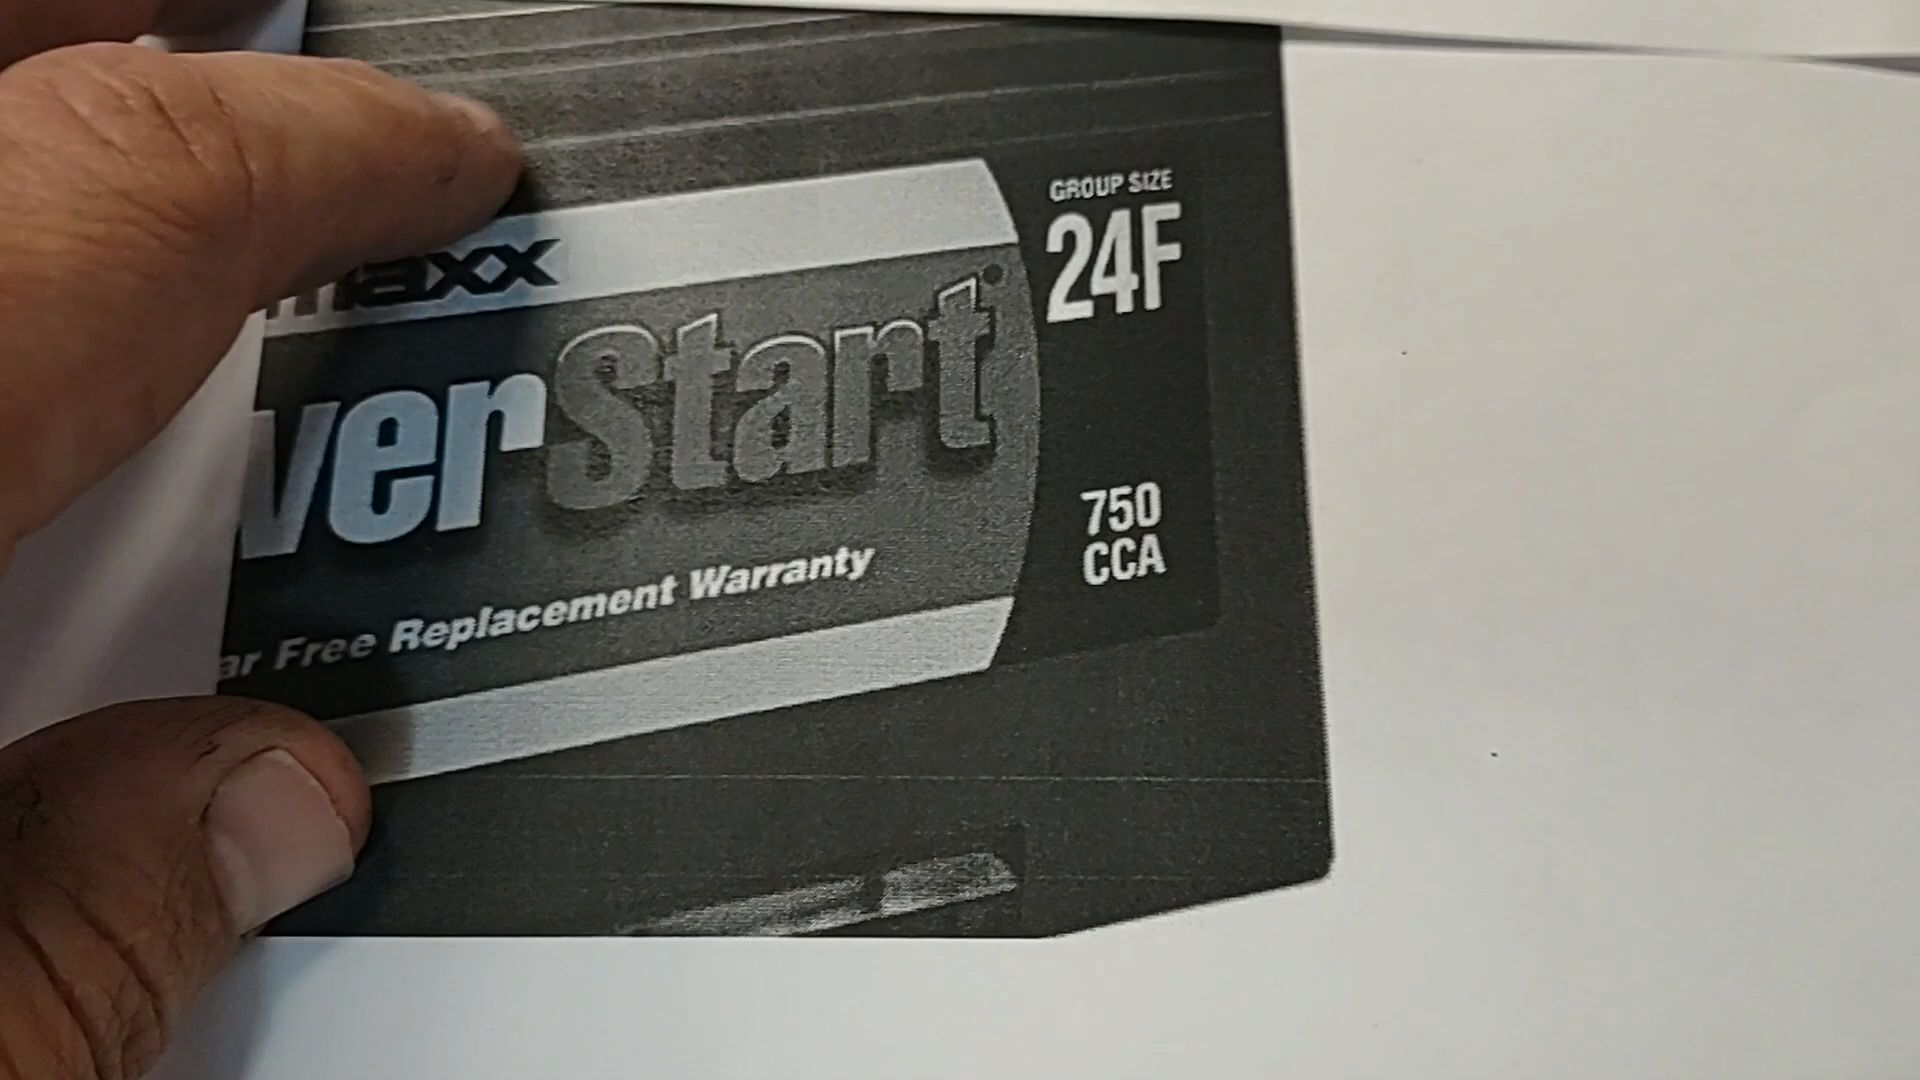 maxx
GROUP SIZE
24F
verStart
750
CCA
ar Free Replacement Warranty